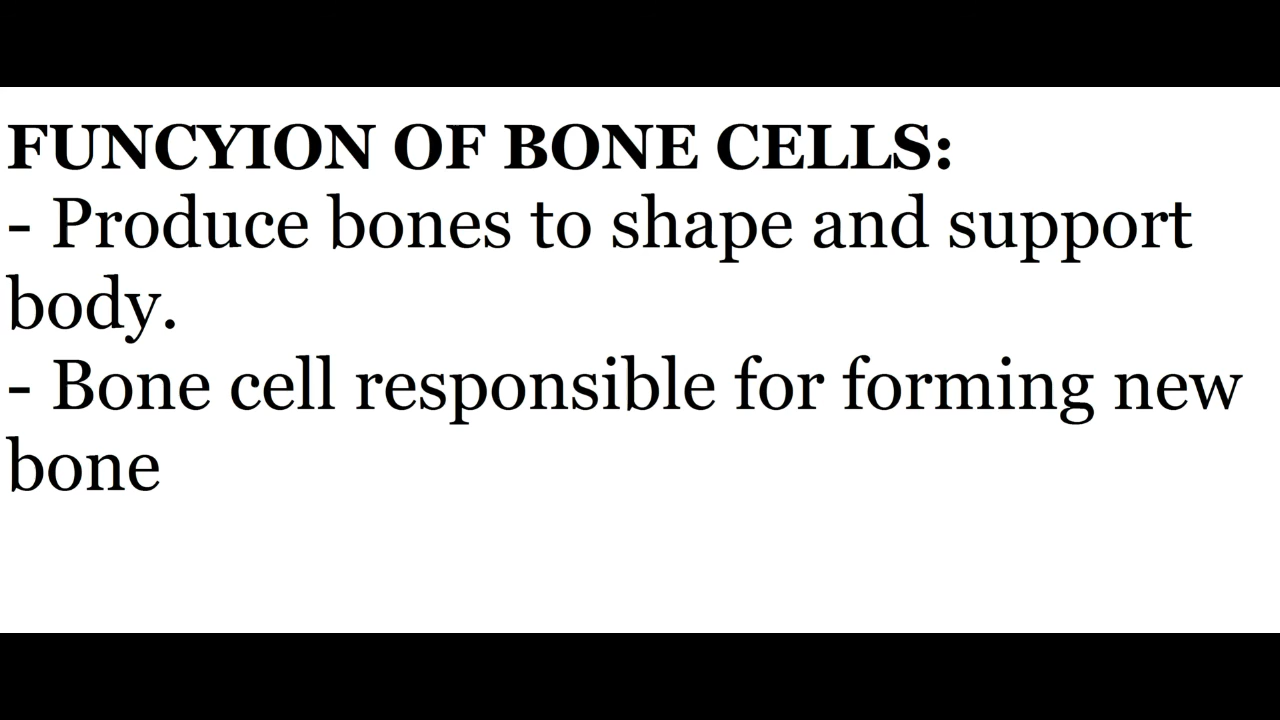 FUNCYION OF BONE CELLS:
- Produce bones to shape and support
body.
- Bone cell responsible for forming new
bone